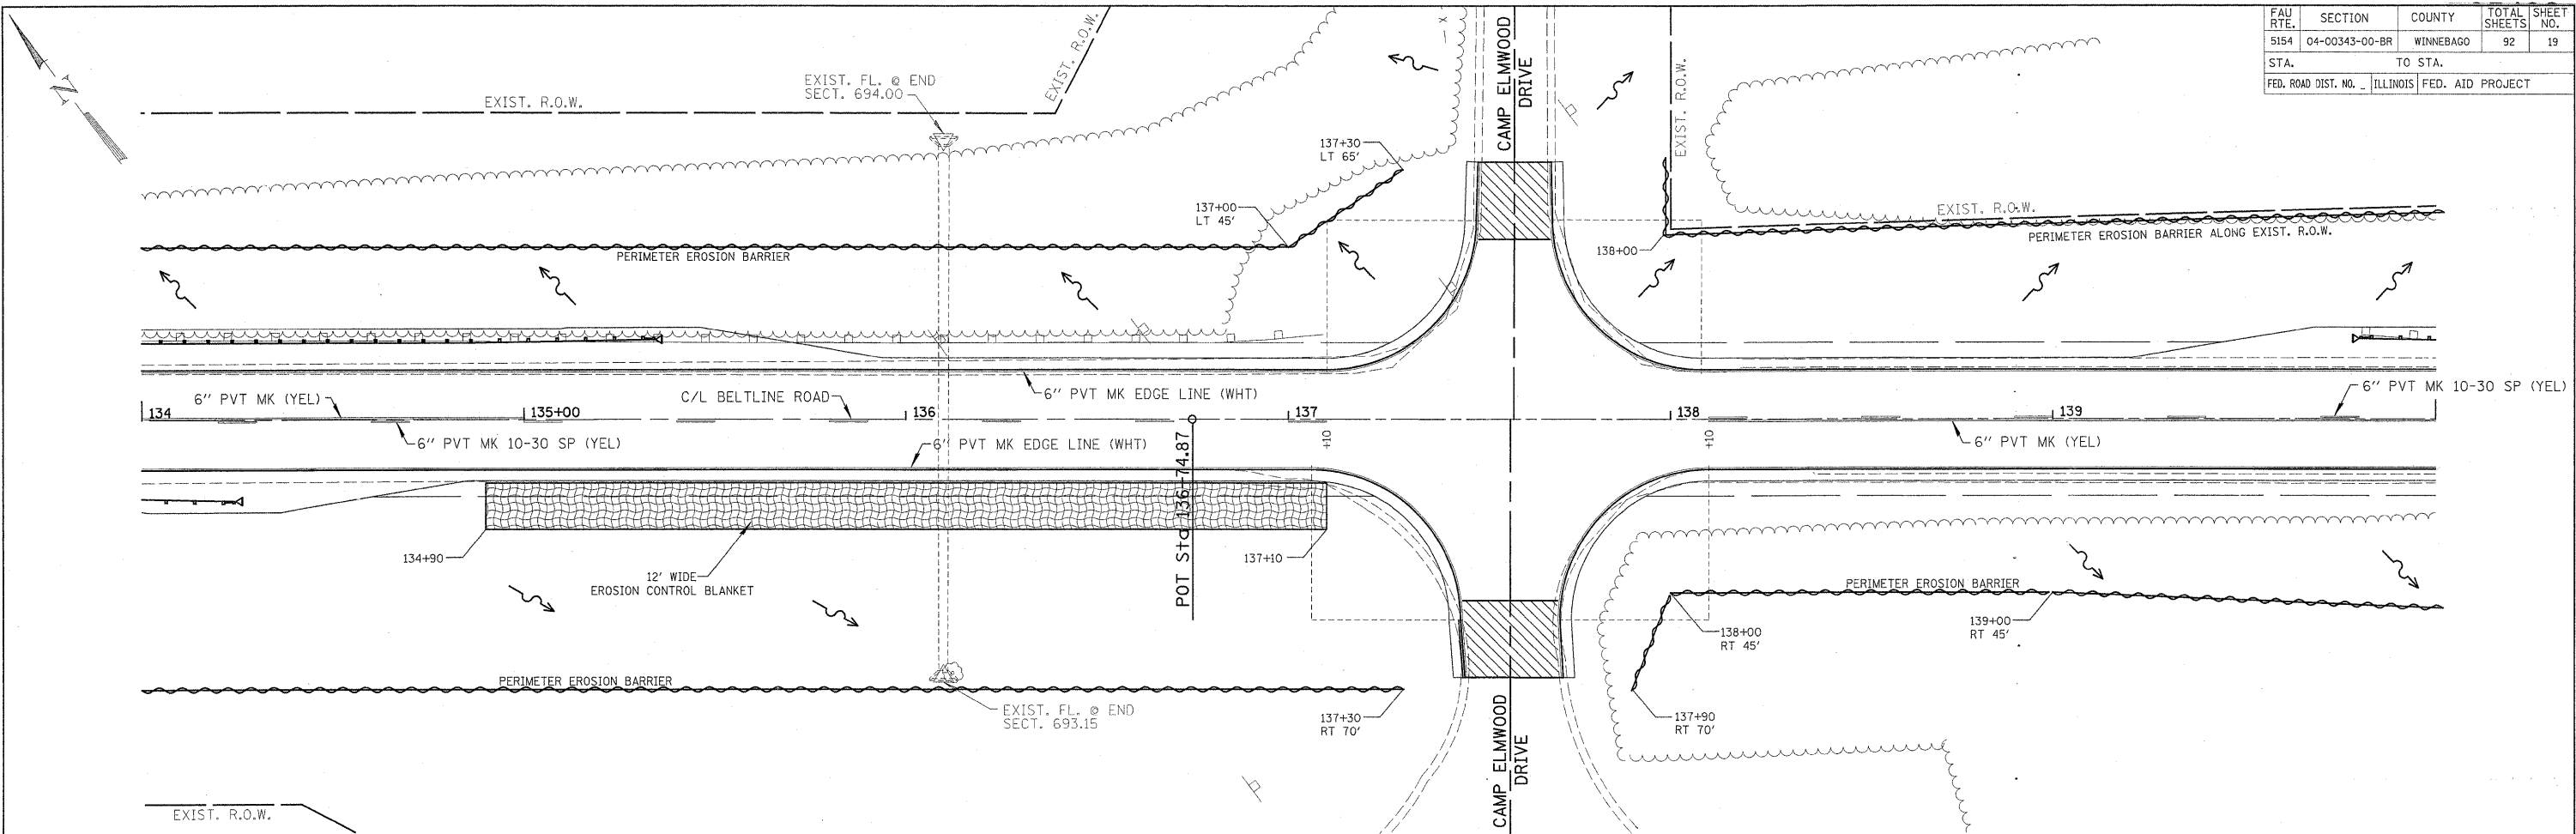 FAU RTE. SECTION COUNTY TOTAL SHEETS SHEET NO.
5154 04-00343-00-BR WINNEBAGO 92 19
STA. TO STA.
FED. ROAD DIST. NO. _ ILLINOIS FED. AID PROJECT
N
EXIST. R.O.W.
EXIST. R.O.W.
EXIST. FL. @ END
SECT. 694.00
CAMP ELMWOOD
DRIVE
EXIST. R.O.W.
X
137+30
LT 65'
137+00
LT 45'
EXIST. R.O.W.
PERIMETER EROSION BARRIER ALONG EXIST. R.O.W.
138+00
PERIMETER EROSION BARRIER
6" PVT MK EDGE LINE (WHT)
6" PVT MK (YEL)
C/L BELTLINE ROAD
6" PVT MK 10-30 SP (YEL)
134
135+00
136
137
138
139
6" PVT MK 10-30 SP (YEL)
6" PVT MK EDGE LINE (WHT)
6" PVT MK (YEL)
+10
+10
POT Sta 136+74.87
134+90
137+10
12' WIDE
EROSION CONTROL BLANKET
PERIMETER EROSION BARRIER
138+00
RT 45'
139+00
RT 45'
PERIMETER EROSION BARRIER
EXIST. FL. @ END
SECT. 693.15
137+30
RT 70'
137+90
RT 70'
CAMP ELMWOOD
DRIVE
EXIST. R.O.W.